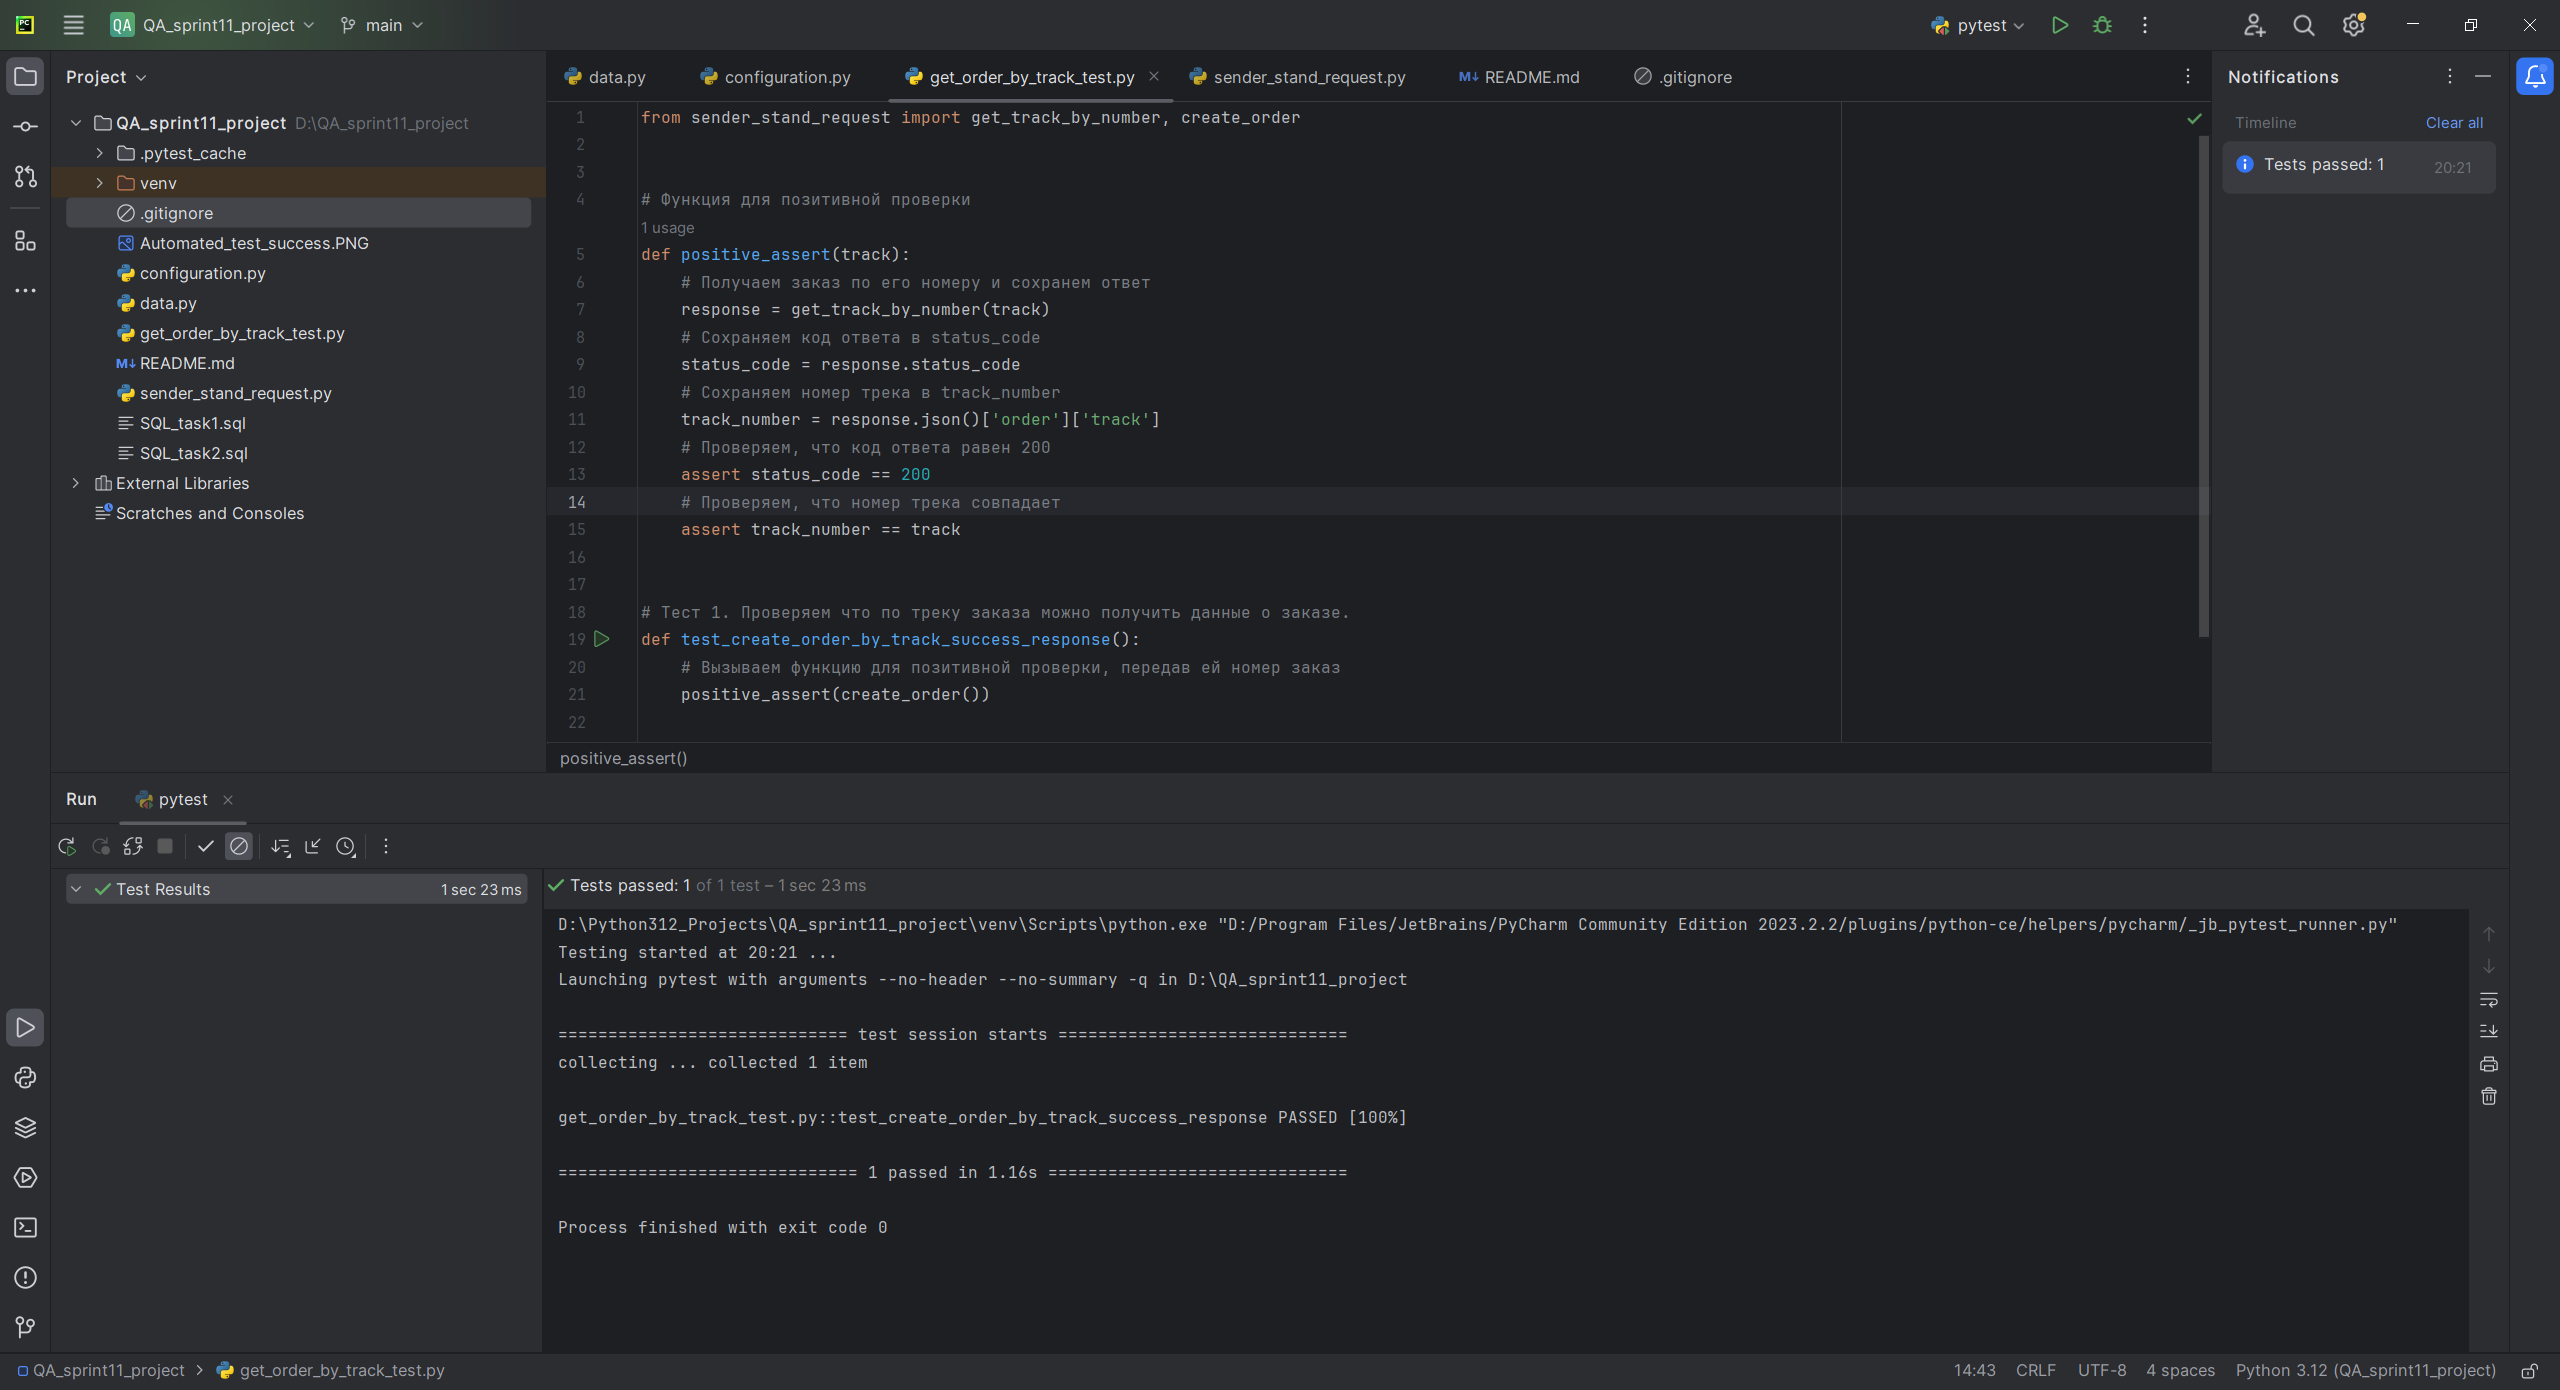 QA QA_sprint11_project main pytest
Project
data.py configuration.py get_order_by_track_test.py sender_stand_request.py M↓ README.md .gitignore
QA_sprint11_project D:\QA_sprint11_project
.pytest_cache
venv
.gitignore
Automated_test_success.PNG
configuration.py
data.py
get_order_by_track_test.py
M↓ README.md
sender_stand_request.py
SQL_task1.sql
SQL_task2.sql
External Libraries
Scratches and Consoles
1 from sender_stand_request import get_track_by_number, create_order
2
3
4 # Функция для позитивной проверки
1 usage
5 def positive_assert(track):
6 # Получаем заказ по его номеру и сохранем ответ
7 response = get_track_by_number(track)
8 # Сохраняем код ответа в status_code
9 status_code = response.status_code
10 # Сохраняем номер трека в track_number
11 track_number = response.json()['order']['track']
12 # Проверяем, что код ответа равен 200
13 assert status_code == 200
14 # Проверяем, что номер трека совпадает
15 assert track_number == track
16
17
18 # Тест 1. Проверяем что по треку заказа можно получить данные о заказе.
19 def test_create_order_by_track_success_response():
20 # Вызываем функцию для позитивной проверки, передав ей номер заказ
21 positive_assert(create_order())
22
positive_assert()
Notifications
Timeline Clear all
Tests passed: 1 20:21
Run pytest
Test Results 1 sec 23 ms
Tests passed: 1 of 1 test – 1 sec 23 ms
D:\Python312_Projects\QA_sprint11_project\venv\Scripts\python.exe "D:/Program Files/JetBrains/PyCharm Community Edition 2023.2.2/plugins/python-ce/helpers/pycharm/_jb_pytest_runner.py"
Testing started at 20:21 ...
Launching pytest with arguments --no-header --no-summary -q in D:\QA_sprint11_project
============================= test session starts =============================
collecting ... collected 1 item
get_order_by_track_test.py::test_create_order_by_track_success_response PASSED [100%]
============================== 1 passed in 1.16s ==============================
Process finished with exit code 0
QA_sprint11_project > get_order_by_track_test.py 14:43 CRLF UTF-8 4 spaces Python 3.12 (QA_sprint11_project)